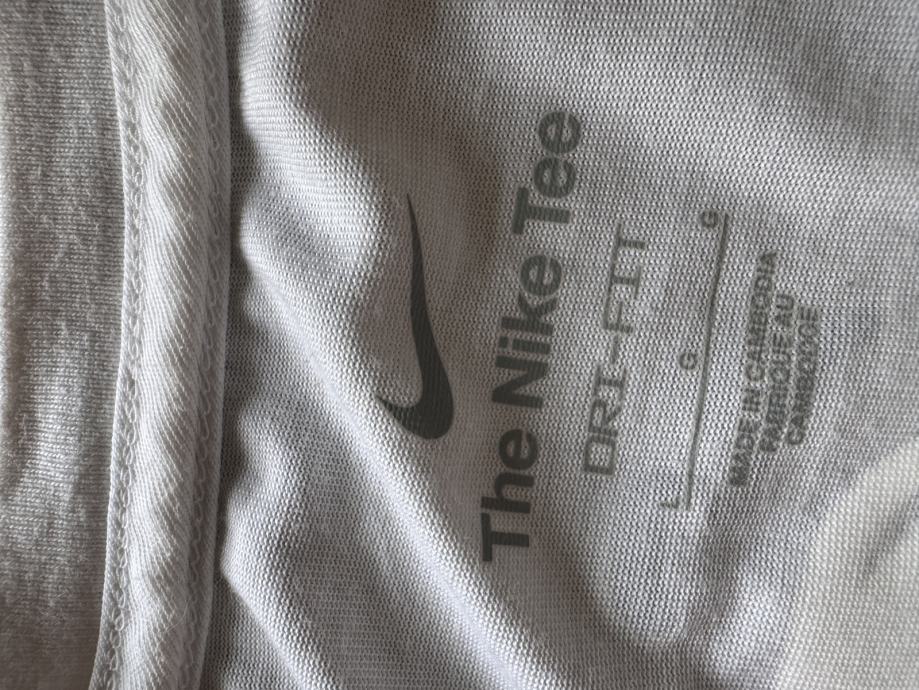 The Nike Tee
DRI-FIT
L G G
MADE IN CAMBODIA
FABRIQUÉ AU
CAMBODGE